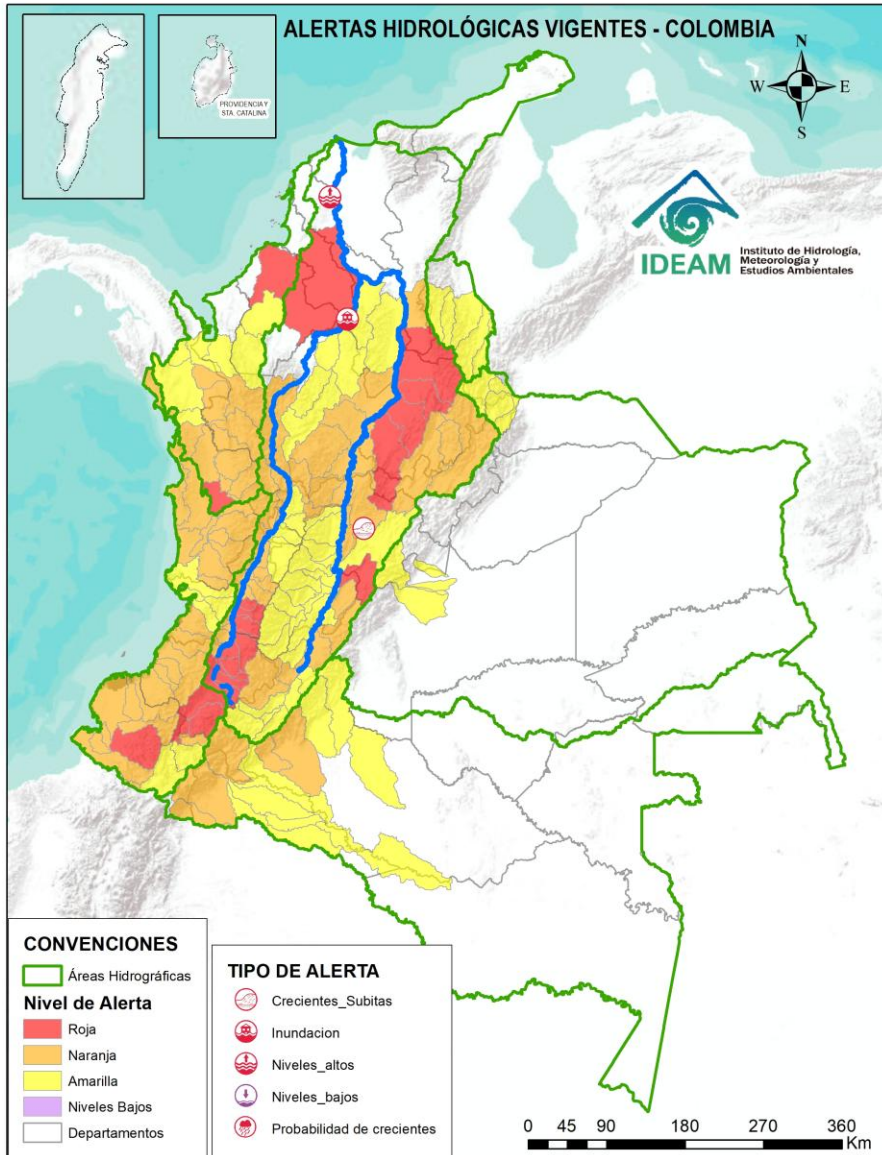 ALERTAS HIDROLÓGICAS VIGENTES - COLOMBIA
PROVIDENCIA Y
STA. CATALINA
N
W
E
S
IDEAM
Instituto de Hidrología,
Meteorología y
Estudios Ambientales
CONVENCIONES
Áreas Hidrográficas
Nivel de Alerta
Roja
Naranja
Amarilla
Niveles Bajos
Departamentos
TIPO DE ALERTA
Crecientes_Subitas
Inundacion
Niveles_altos
Niveles_bajos
Probabilidad de crecientes
0 45 90 180 270 360
Km